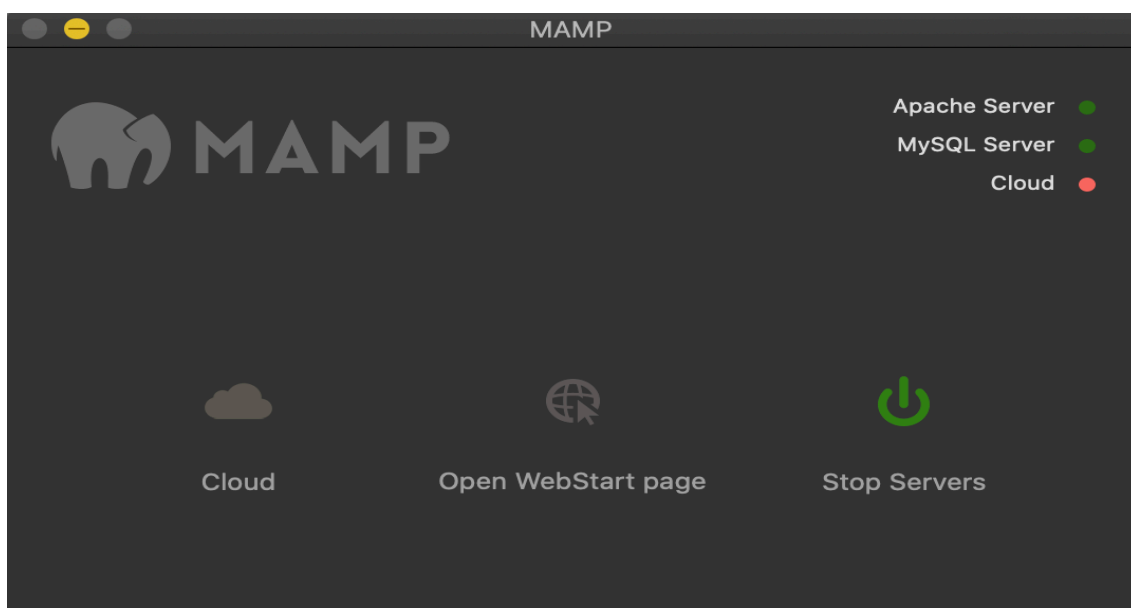 MAMP
MAMP
Apache Server
MySQL Server
Cloud
Cloud
Open WebStart page
Stop Servers